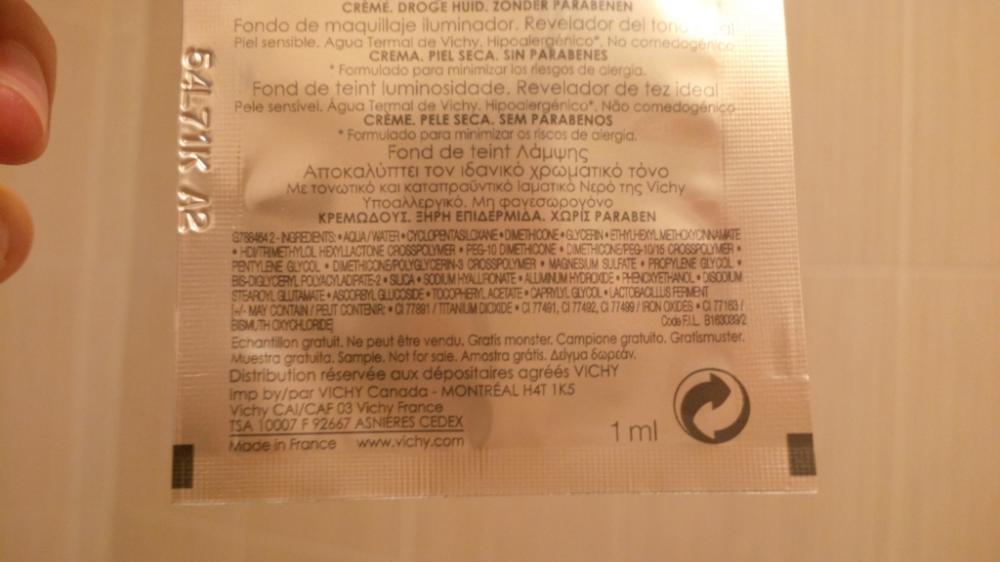 CRÈME. DROGE HUID. ZONDER PARABENEN
Fondo de maquillaje iluminador. Revelador del tono
Piel sensible. Agua Termal de Vichy. Hipoalergénico*. No comedogénico
CREMA. PIEL SECA. SIN PARABENES
* Formulado para minimizar los riesgos de alergia.
Fond de teint luminosidade. Revelador de tez ideal
Pele sensível. Água Termal de Vichy. Hipoalergénico*. Não comedogénico
CRÈME. PELE SECA. SEM PARABENOS
* Formulado para minimizar os riscos de alergia.
Fond de teint Λάμψης
Αποκαλύπτει τον ιδανικό χρωματικό τόνο
Με τονωτικό και καταπραϋντικό Ιαματικό Νερό της Vichy
Υποαλλεργικό. Μη φαγεσωρογόνο
ΚΡΕΜΩΔΟΥΣ. ΞΗΡΗ ΕΠΙΔΕΡΜΙΔΑ. ΧΩΡΙΣ PARABEN
G788464 2 - INGREDIENTS: • AQUA / WATER • CYCLOPENTASILOXANE • DIMETHICONE • GLYCERIN • ETHYLHEXYL METHOXYCINNAMATE
• HDI/TRIMETHYLOL HEXYLLACTONE CROSSPOLYMER • PEG-10 DIMETHICONE • DIMETHICONE/PEG-10/15 CROSSPOLYMER •
PENTYLENE GLYCOL • DIMETHICONE/POLYGLYCERIN-3 CROSSPOLYMER • MAGNESIUM SULFATE • PROPYLENE GLYCOL •
BIS-DIGLYCERYL POLYACYLADIPATE-2 • SILICA • SODIUM HYALURONATE • ALUMINUM HYDROXIDE • PHENOXYETHANOL • DISODIUM
STEAROYL GLUTAMATE • ASCORBYL GLUCOSIDE • TOCOPHERYL ACETATE • CAPRYLYL GLYCOL • LACTOBACILLUS FERMENT
[+/- MAY CONTAIN / PEUT CONTENIR: • CI 77891 / TITANIUM DIOXIDE • CI 77491, CI 77492, CI 77499 / IRON OXIDES • CI 77163 /
BISMUTH OXYCHLORIDE] Code F.I.L. B163039/2
Echantillon gratuit. Ne peut être vendu. Gratis monster. Campione gratuito. Gratismuster.
Muestra gratuita. Sample. Not for sale. Amostra grátis. Δείγμα δωρεάν.
Distribution réservée aux dépositaires agréés VICHY
Imp by/par VICHY Canada - MONTRÉAL H4T 1K5
Vichy CAI/CAF 03 Vichy France
TSA 10007 F 92667 ASNIÈRES CEDEX
Made in France www.vichy.com
1 ml
54L71K A2